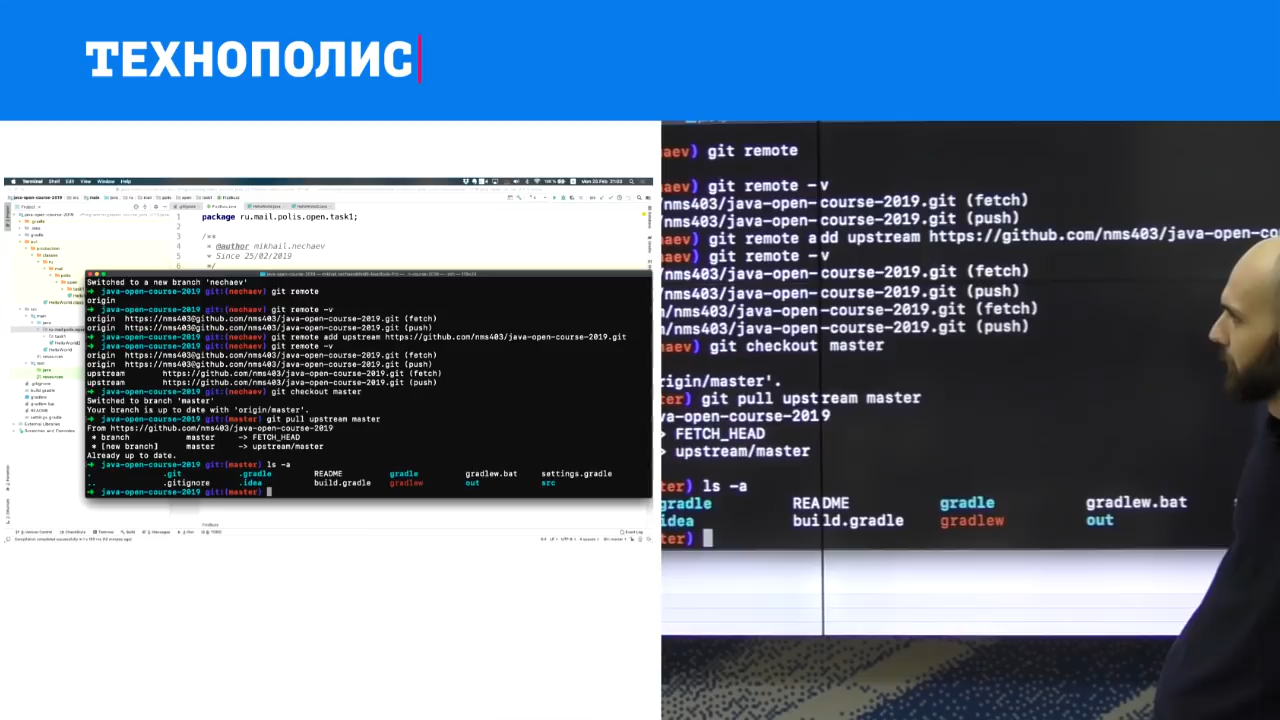 ТЕХНОПОЛИС
Terminal Shell Edit View Window Help
package ru.mail.polis.open.task1;
/**
* @author mikhail.nechaev
* Since 25/02/2019
*/
Switched to a new branch 'nechaev'
➜ java-open-course-2019 git:(nechaev) git remote
origin
➜ java-open-course-2019 git:(nechaev) git remote -v
origin https://nms403@github.com/nms403/java-open-course-2019.git (fetch)
origin https://nms403@github.com/nms403/java-open-course-2019.git (push)
➜ java-open-course-2019 git:(nechaev) git remote add upstream https://github.com/nms403/java-open-course-2019.git
➜ java-open-course-2019 git:(nechaev) git remote -v
origin https://nms403@github.com/nms403/java-open-course-2019.git (fetch)
origin https://nms403@github.com/nms403/java-open-course-2019.git (push)
upstream https://github.com/nms403/java-open-course-2019.git (fetch)
upstream https://github.com/nms403/java-open-course-2019.git (push)
➜ java-open-course-2019 git:(nechaev) git checkout master
Switched to branch 'master'
Your branch is up to date with 'origin/master'.
➜ java-open-course-2019 git:(master) git pull upstream master
From https://github.com/nms403/java-open-course-2019
* branch master -> FETCH_HEAD
* [new branch] master -> upstream/master
Already up to date.
➜ java-open-course-2019 git:(master) ls -a
. .git .gradle README gradle gradlew.bat settings.gradle
.. .gitignore .idea build.gradle gradlew out src
➜ java-open-course-2019 git:(master)
aev) git remote
aev) git remote -v
/nms403/java-open-course-2019.git (fetch)
/nms403/java-open-course-2019.git (push)
aev) git remote add upstream https://github.com/nms403/java-open-co
aev) git remote -v
/nms403/java-open-course-2019.git (fetch)
/nms403/java-open-course-2019.git (push)
/nms403/java-open-course-2019.git (fetch)
/nms403/java-open-course-2019.git (push)
aev) git checkout master
rigin/master'.
ter) git pull upstream master
va-open-course-2019
> FETCH_HEAD
> upstream/master
ter) ls -a
gradle README gradle gradlew.bat
idea build.gradle gradlew out
ter)